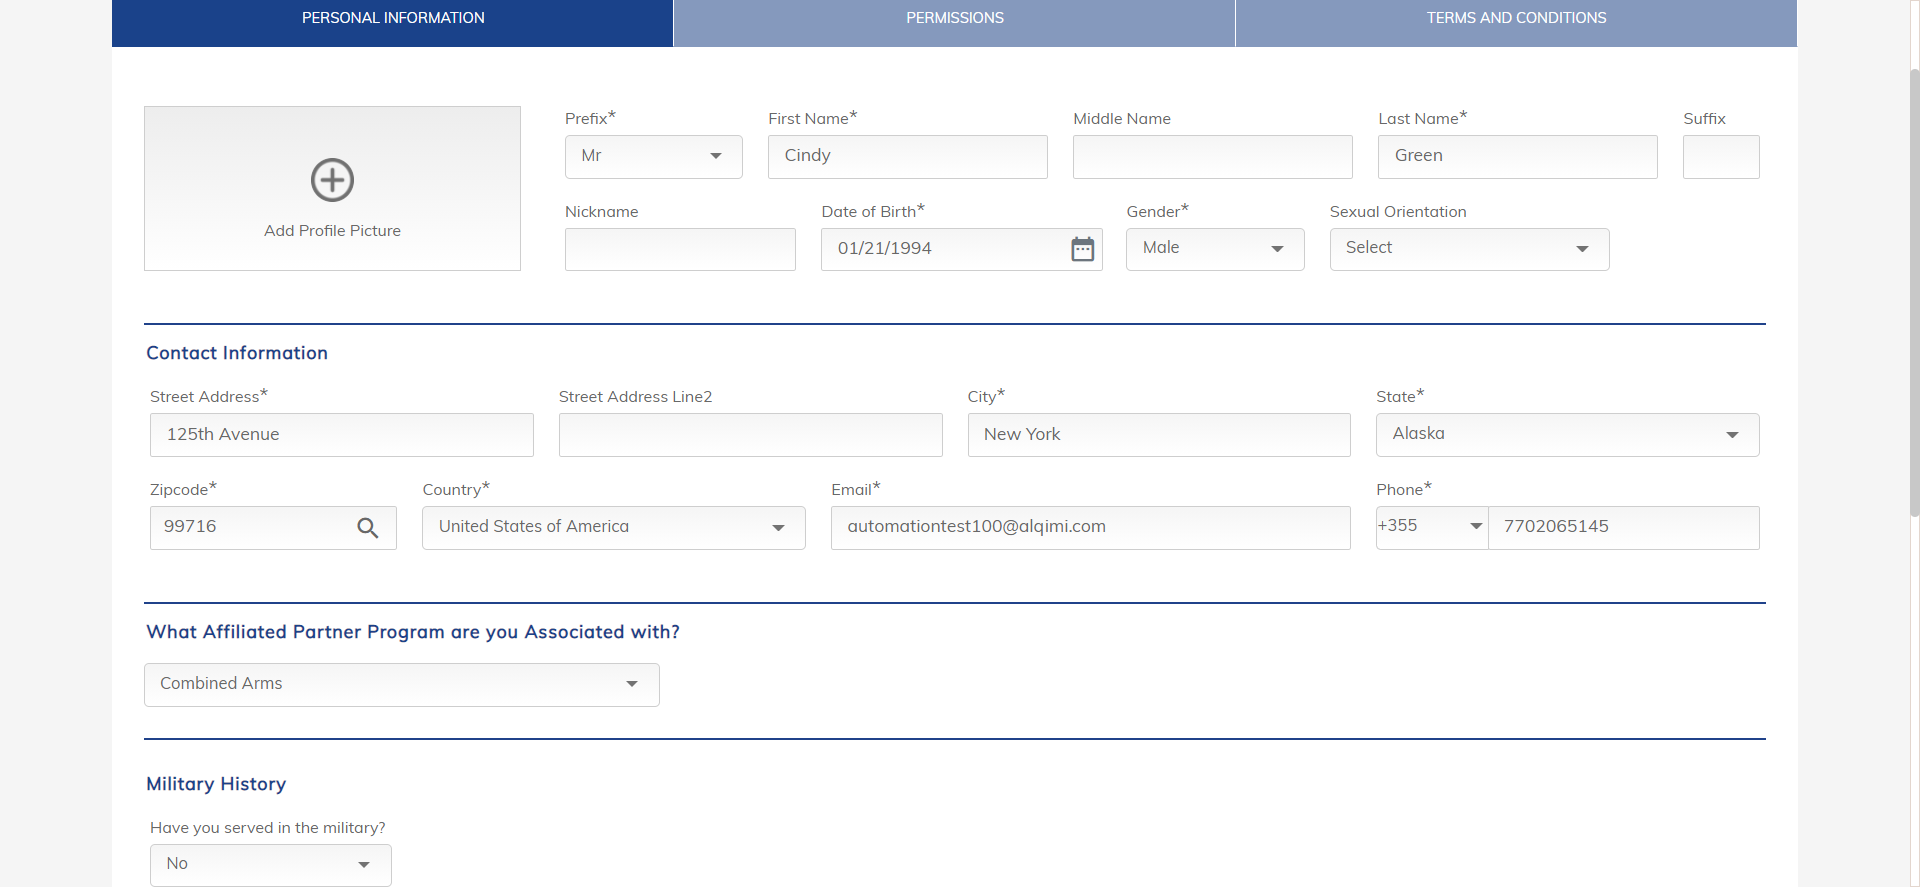 PERSONAL INFORMATION PERMISSIONS TERMS AND CONDITIONS
Prefix* First Name* Middle Name Last Name* Suffix
Mr Cindy Green
Add Profile Picture
Nickname Date of Birth* Gender* Sexual Orientation
01/21/1994 Male Select
Contact Information
Street Address* Street Address Line2 City* State*
125th Avenue New York Alaska
Zipcode* Country* Email* Phone*
99716 United States of America automationtest100@alqimi.com +355 7702065145
What Affiliated Partner Program are you Associated with?
Combined Arms
Military History
Have you served in the military?
No